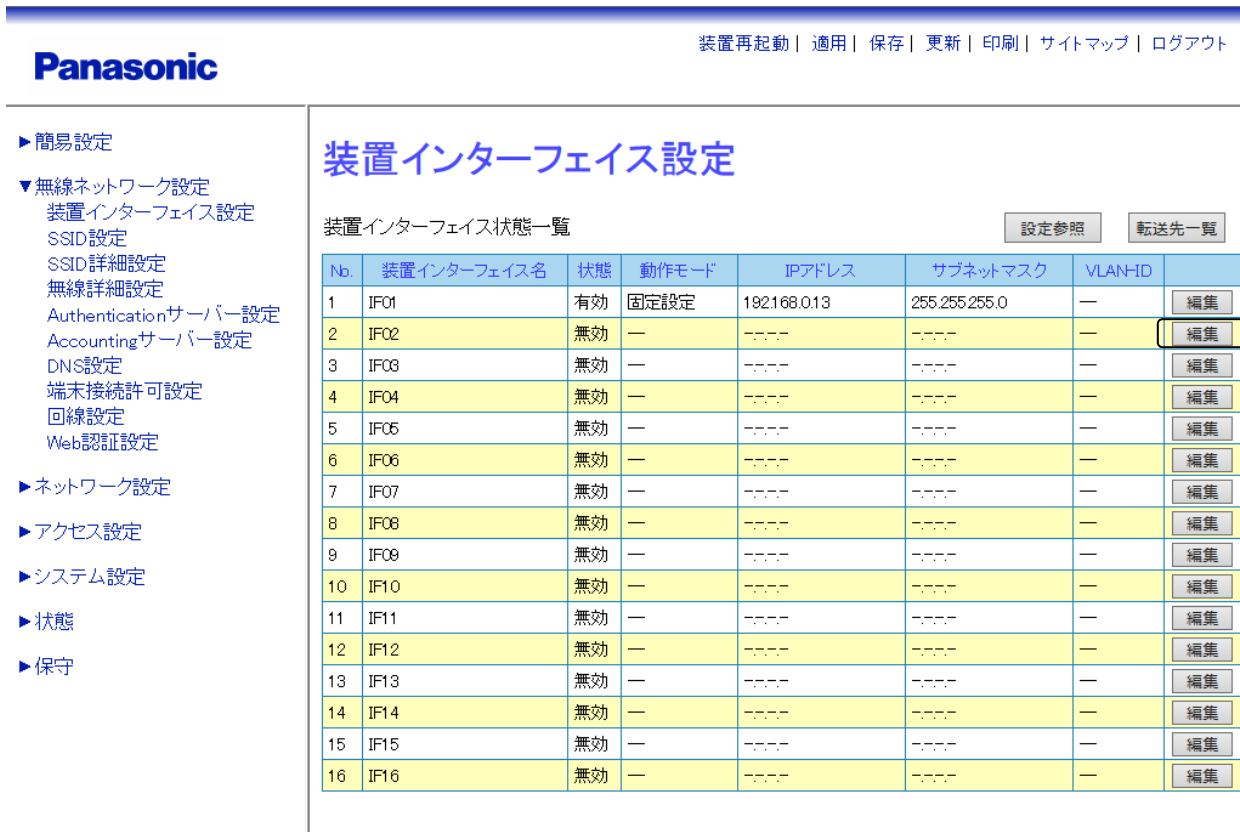 装置再起動 | 適用 | 保存 | 更新 | 印刷 | サイトマップ | ログアウト
Panasonic
▶簡易設定
▼無線ネットワーク設定
装置インターフェイス設定
SSID設定
SSID詳細設定
無線詳細設定
Authenticationサーバー設定
Accountingサーバー設定
DNS設定
端末接続許可設定
回線設定
Web認証設定
▶ネットワーク設定
▶アクセス設定
▶システム設定
▶状態
▶保守
装置インターフェイス設定
装置インターフェイス状態一覧 設定参照 転送先一覧
No. 装置インターフェイス名 状態 動作モード IPアドレス サブネットマスク VLAN-ID
1 IF01 有効 固定設定 192.168.0.13 255.255.255.0 — 編集
2 IF02 無効 — -.-.-.- -.-.-.- — 編集
3 IF03 無効 — -.-.-.- -.-.-.- — 編集
4 IF04 無効 — -.-.-.- -.-.-.- — 編集
5 IF05 無効 — -.-.-.- -.-.-.- — 編集
6 IF06 無効 — -.-.-.- -.-.-.- — 編集
7 IF07 無効 — -.-.-.- -.-.-.- — 編集
8 IF08 無効 — -.-.-.- -.-.-.- — 編集
9 IF09 無効 — -.-.-.- -.-.-.- — 編集
10 IF10 無効 — -.-.-.- -.-.-.- — 編集
11 IF11 無効 — -.-.-.- -.-.-.- — 編集
12 IF12 無効 — -.-.-.- -.-.-.- — 編集
13 IF13 無効 — -.-.-.- -.-.-.- — 編集
14 IF14 無効 — -.-.-.- -.-.-.- — 編集
15 IF15 無効 — -.-.-.- -.-.-.- — 編集
16 IF16 無効 — -.-.-.- -.-.-.- — 編集